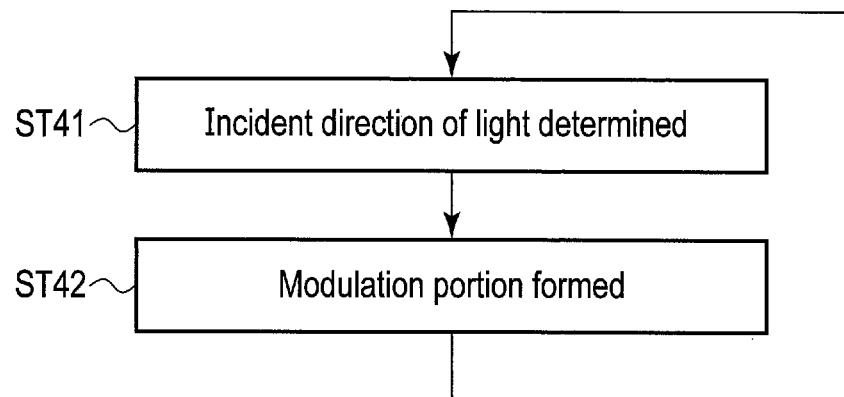 ST41 Incident direction of light determined
ST42 Modulation portion formed